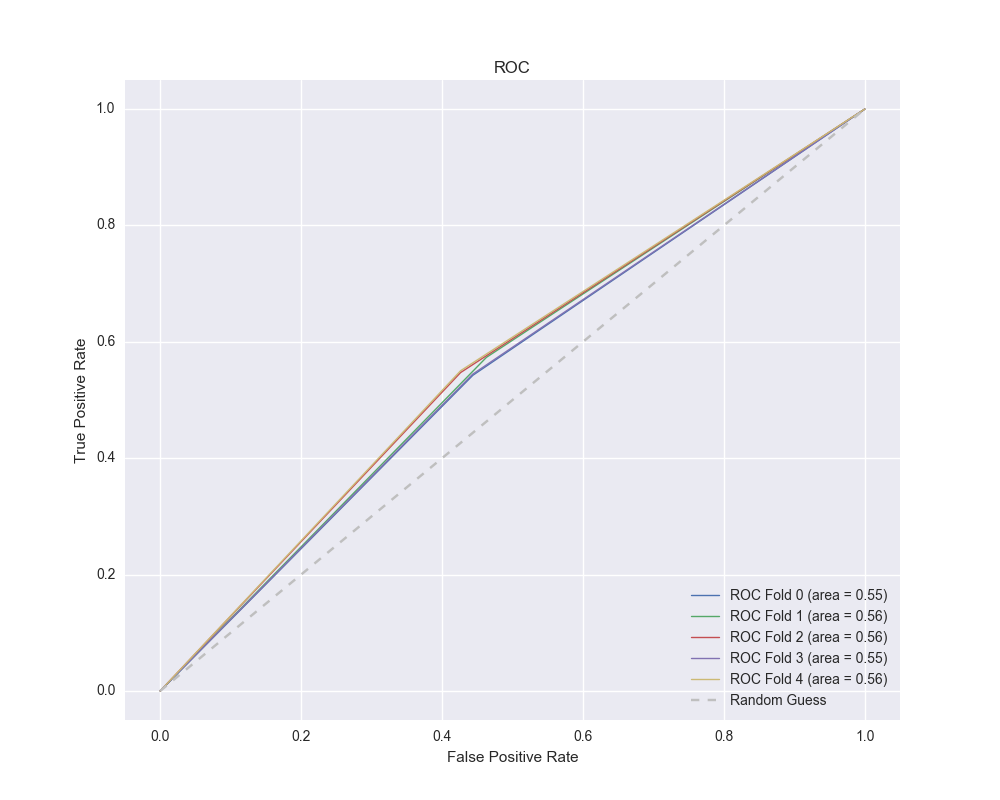 ROC
1.0
0.8
0.6
0.4
0.2
0.0
True Positive Rate
0.0 0.2 0.4 0.6 0.8 1.0
False Positive Rate
ROC Fold 0 (area = 0.55)
ROC Fold 1 (area = 0.56)
ROC Fold 2 (area = 0.56)
ROC Fold 3 (area = 0.55)
ROC Fold 4 (area = 0.56)
Random Guess